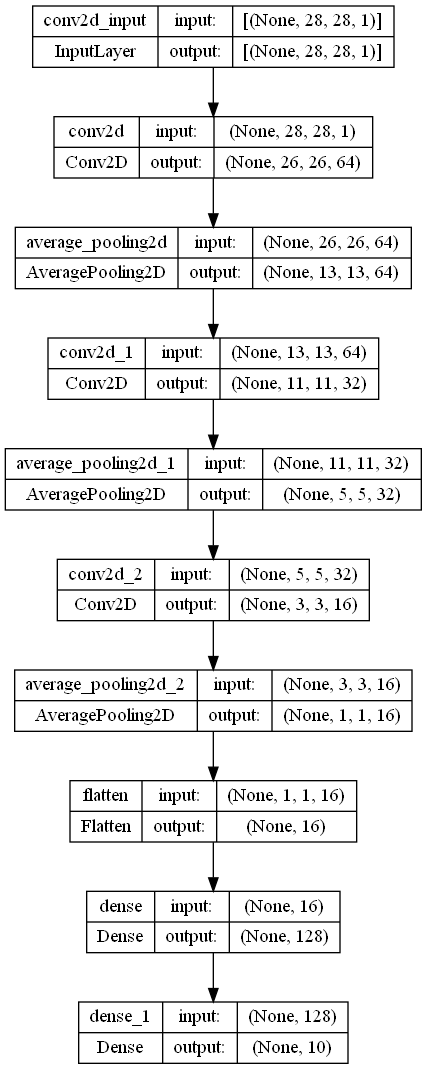 conv2d_input input: [(None, 28, 28, 1)]
InputLayer output: [(None, 28, 28, 1)]
conv2d input: (None, 28, 28, 1)
Conv2D output: (None, 26, 26, 64)
average_pooling2d input: (None, 26, 26, 64)
AveragePooling2D output: (None, 13, 13, 64)
conv2d_1 input: (None, 13, 13, 64)
Conv2D output: (None, 11, 11, 32)
average_pooling2d_1 input: (None, 11, 11, 32)
AveragePooling2D output: (None, 5, 5, 32)
conv2d_2 input: (None, 5, 5, 32)
Conv2D output: (None, 3, 3, 16)
average_pooling2d_2 input: (None, 3, 3, 16)
AveragePooling2D output: (None, 1, 1, 16)
flatten input: (None, 1, 1, 16)
Flatten output: (None, 16)
dense input: (None, 16)
Dense output: (None, 128)
dense_1 input: (None, 128)
Dense output: (None, 10)